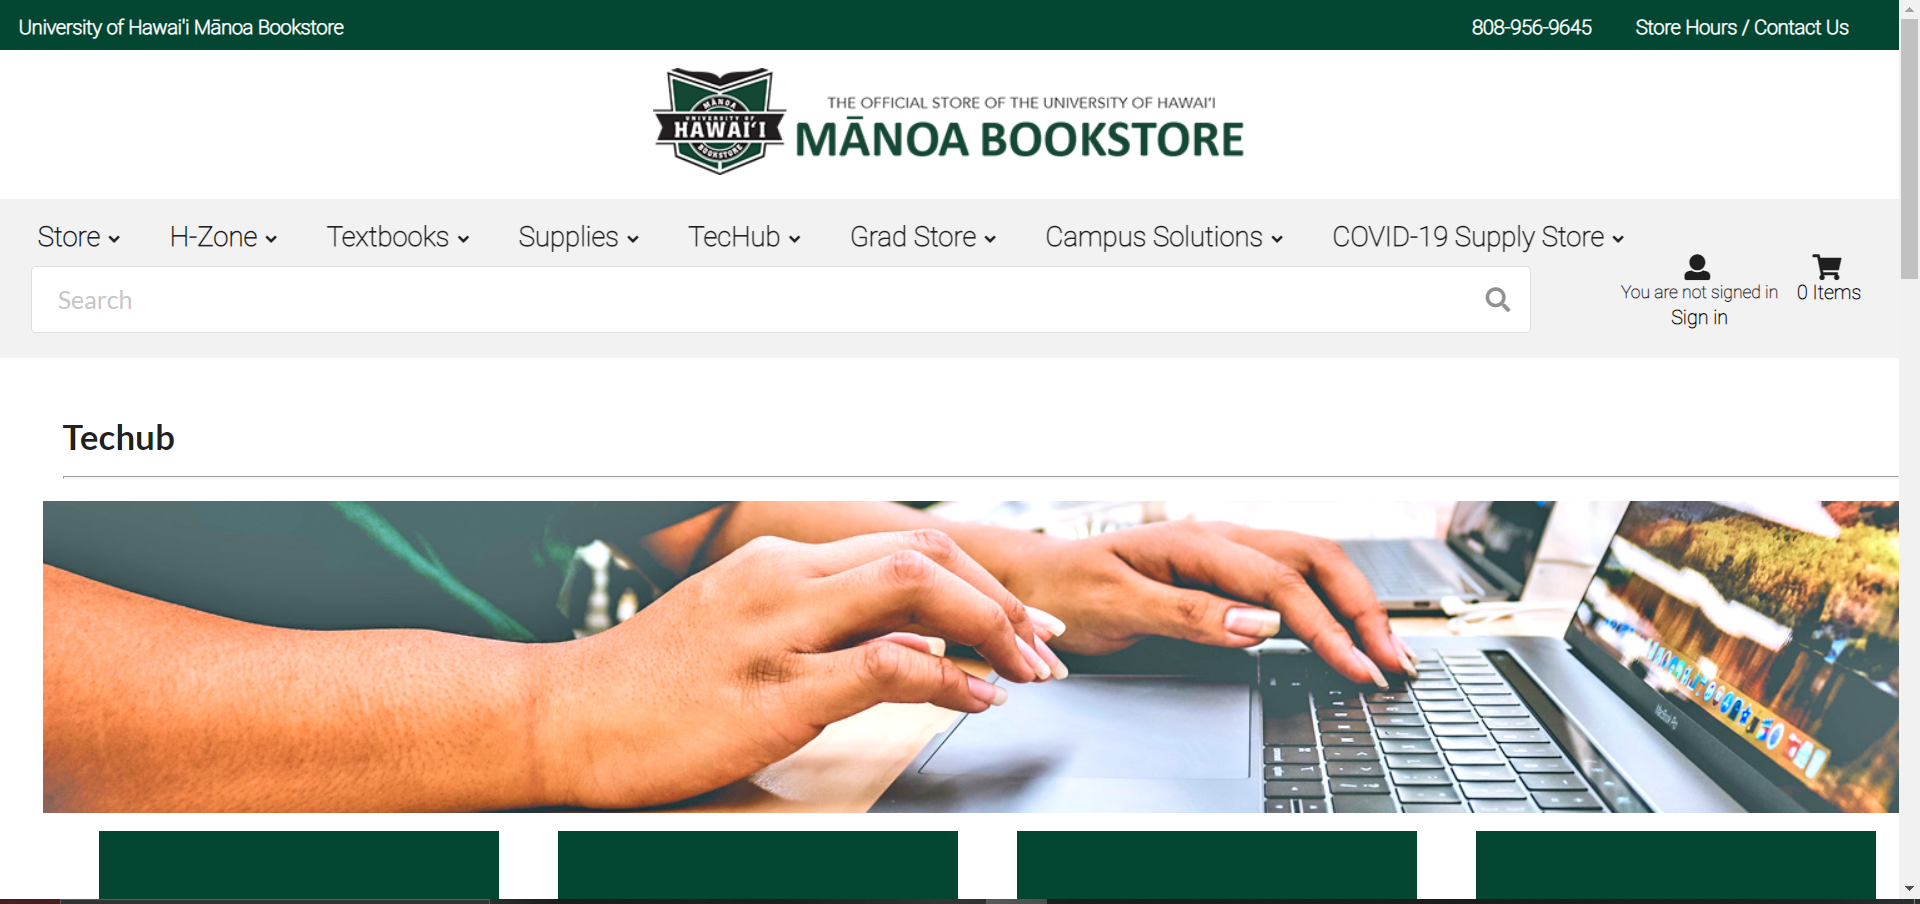 University of Hawai'i Mānoa Bookstore
808-956-9645
Store Hours / Contact Us
MĀNOA
UNIVERSITY OF
HAWAI'I
BOOKSTORE
THE OFFICIAL STORE OF THE UNIVERSITY OF HAWAI'I
MĀNOA BOOKSTORE
Store
H-Zone
Textbooks
Supplies
TecHub
Grad Store
Campus Solutions
COVID-19 Supply Store
Search
You are not signed in
Sign in
0 Items
Techub
MacBook Pro